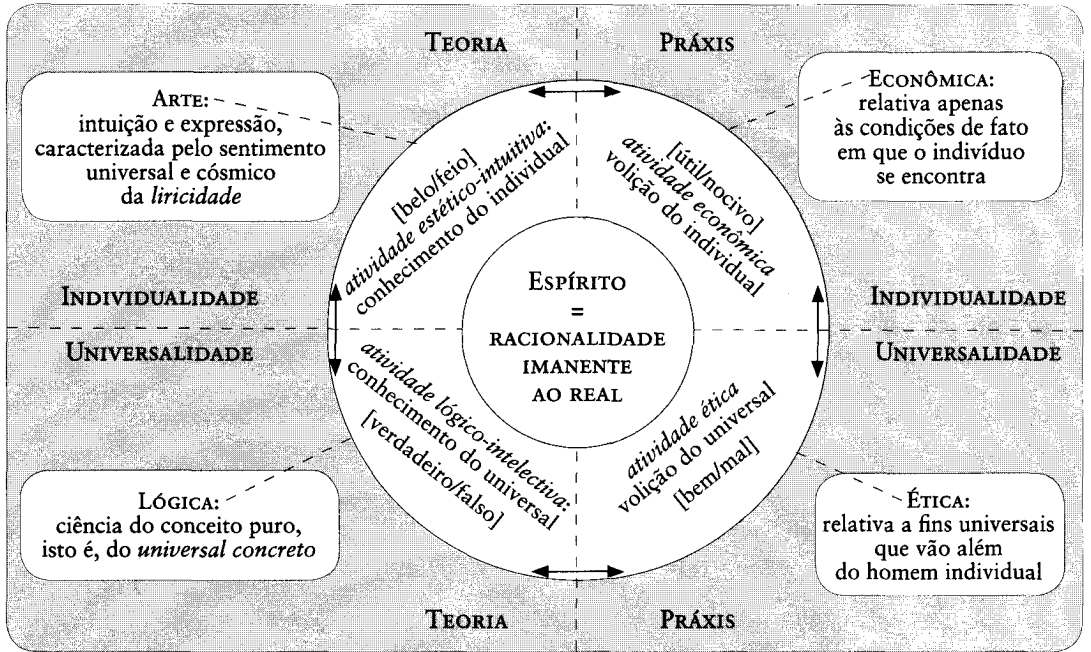 TEORIA
PRÁXIS
ARTE:
intuição e expressão,
caracterizada pelo sentimento
universal e cósmico
da liricidade
[belo/feio]
atividade estético-intuitiva:
conhecimento do individual
[útil/nocivo]
atividade econômica
volição do individual
ECONÔMICA:
relativa apenas
às condições de fato
em que o indivíduo
se encontra
INDIVIDUALIDADE
UNIVERSALIDADE
ESPÍRITO
=
RACIONALIDADE
IMANENTE
AO REAL
INDIVIDUALIDADE
UNIVERSALIDADE
LÓGICA:
ciência do conceito puro,
isto é, do universal concreto
atividade lógico-intelectiva:
conhecimento do universal
[verdadeiro/falso]
atividade ética
volição do universal
[bem/mal]
ÉTICA:
relativa a fins universais
que vão além
do homem individual
TEORIA
PRÁXIS